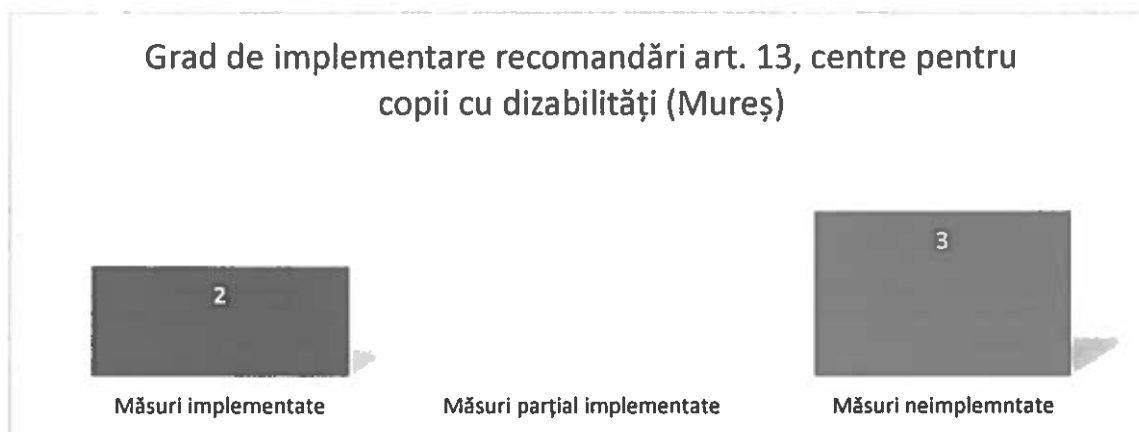 Grad de implementare recomandări art. 13, centre pentru
copii cu dizabilități (Mureș)
3
2
Măsuri implementate
Măsuri parțial implementate
Măsuri neimplemntate